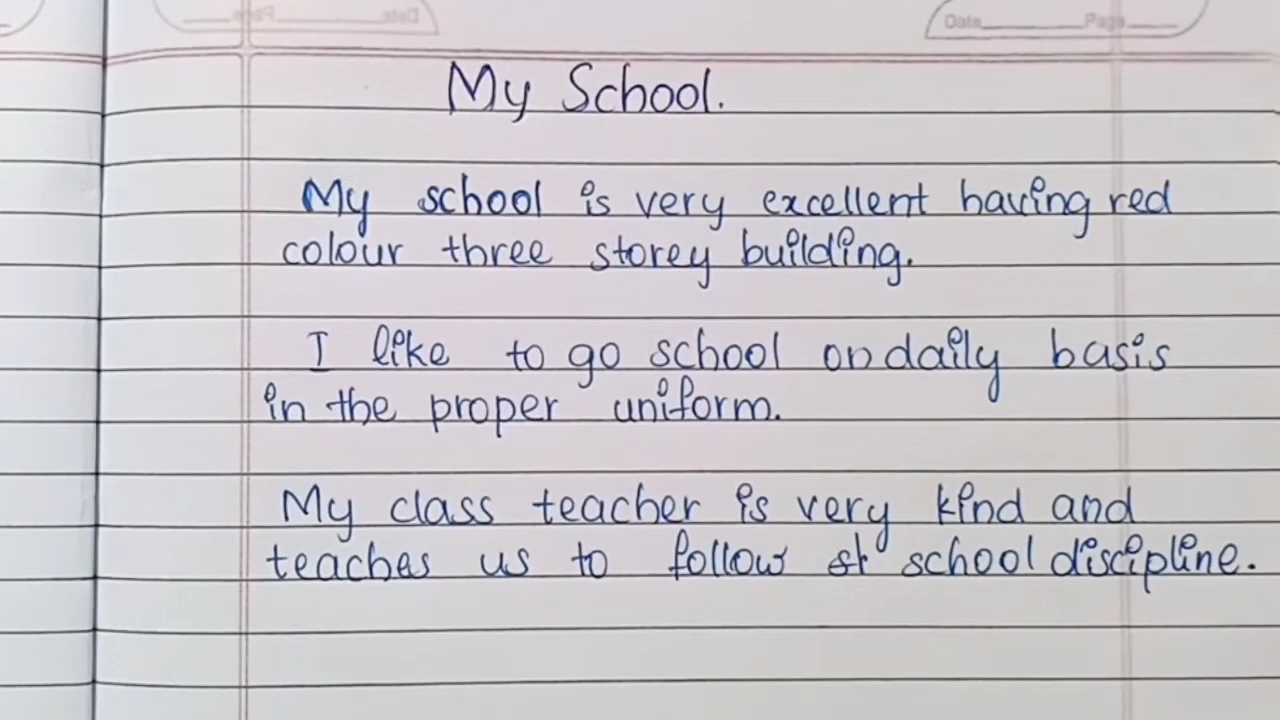 Date Page
My School.
My school is very excellent having red
colour three storey building.
I like to go school on daily basis
in the proper uniform.
My class teacher is very kind and
teaches us to follow school discipline.